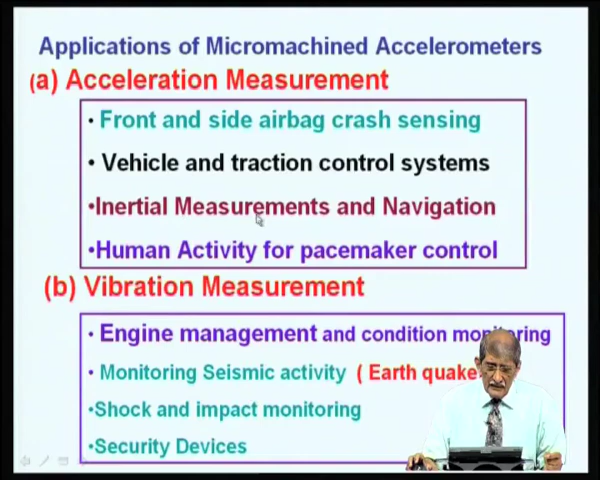 Applications of Micromachined Accelerometers
(a) Acceleration Measurement
• Front and side airbag crash sensing
• Vehicle and traction control systems
•Inertial Measurements and Navigation
•Human Activity for pacemaker control
(b) Vibration Measurement
• Engine management and condition monitoring
• Monitoring Seismic activity ( Earth quake
•Shock and impact monitoring
•Security Devices